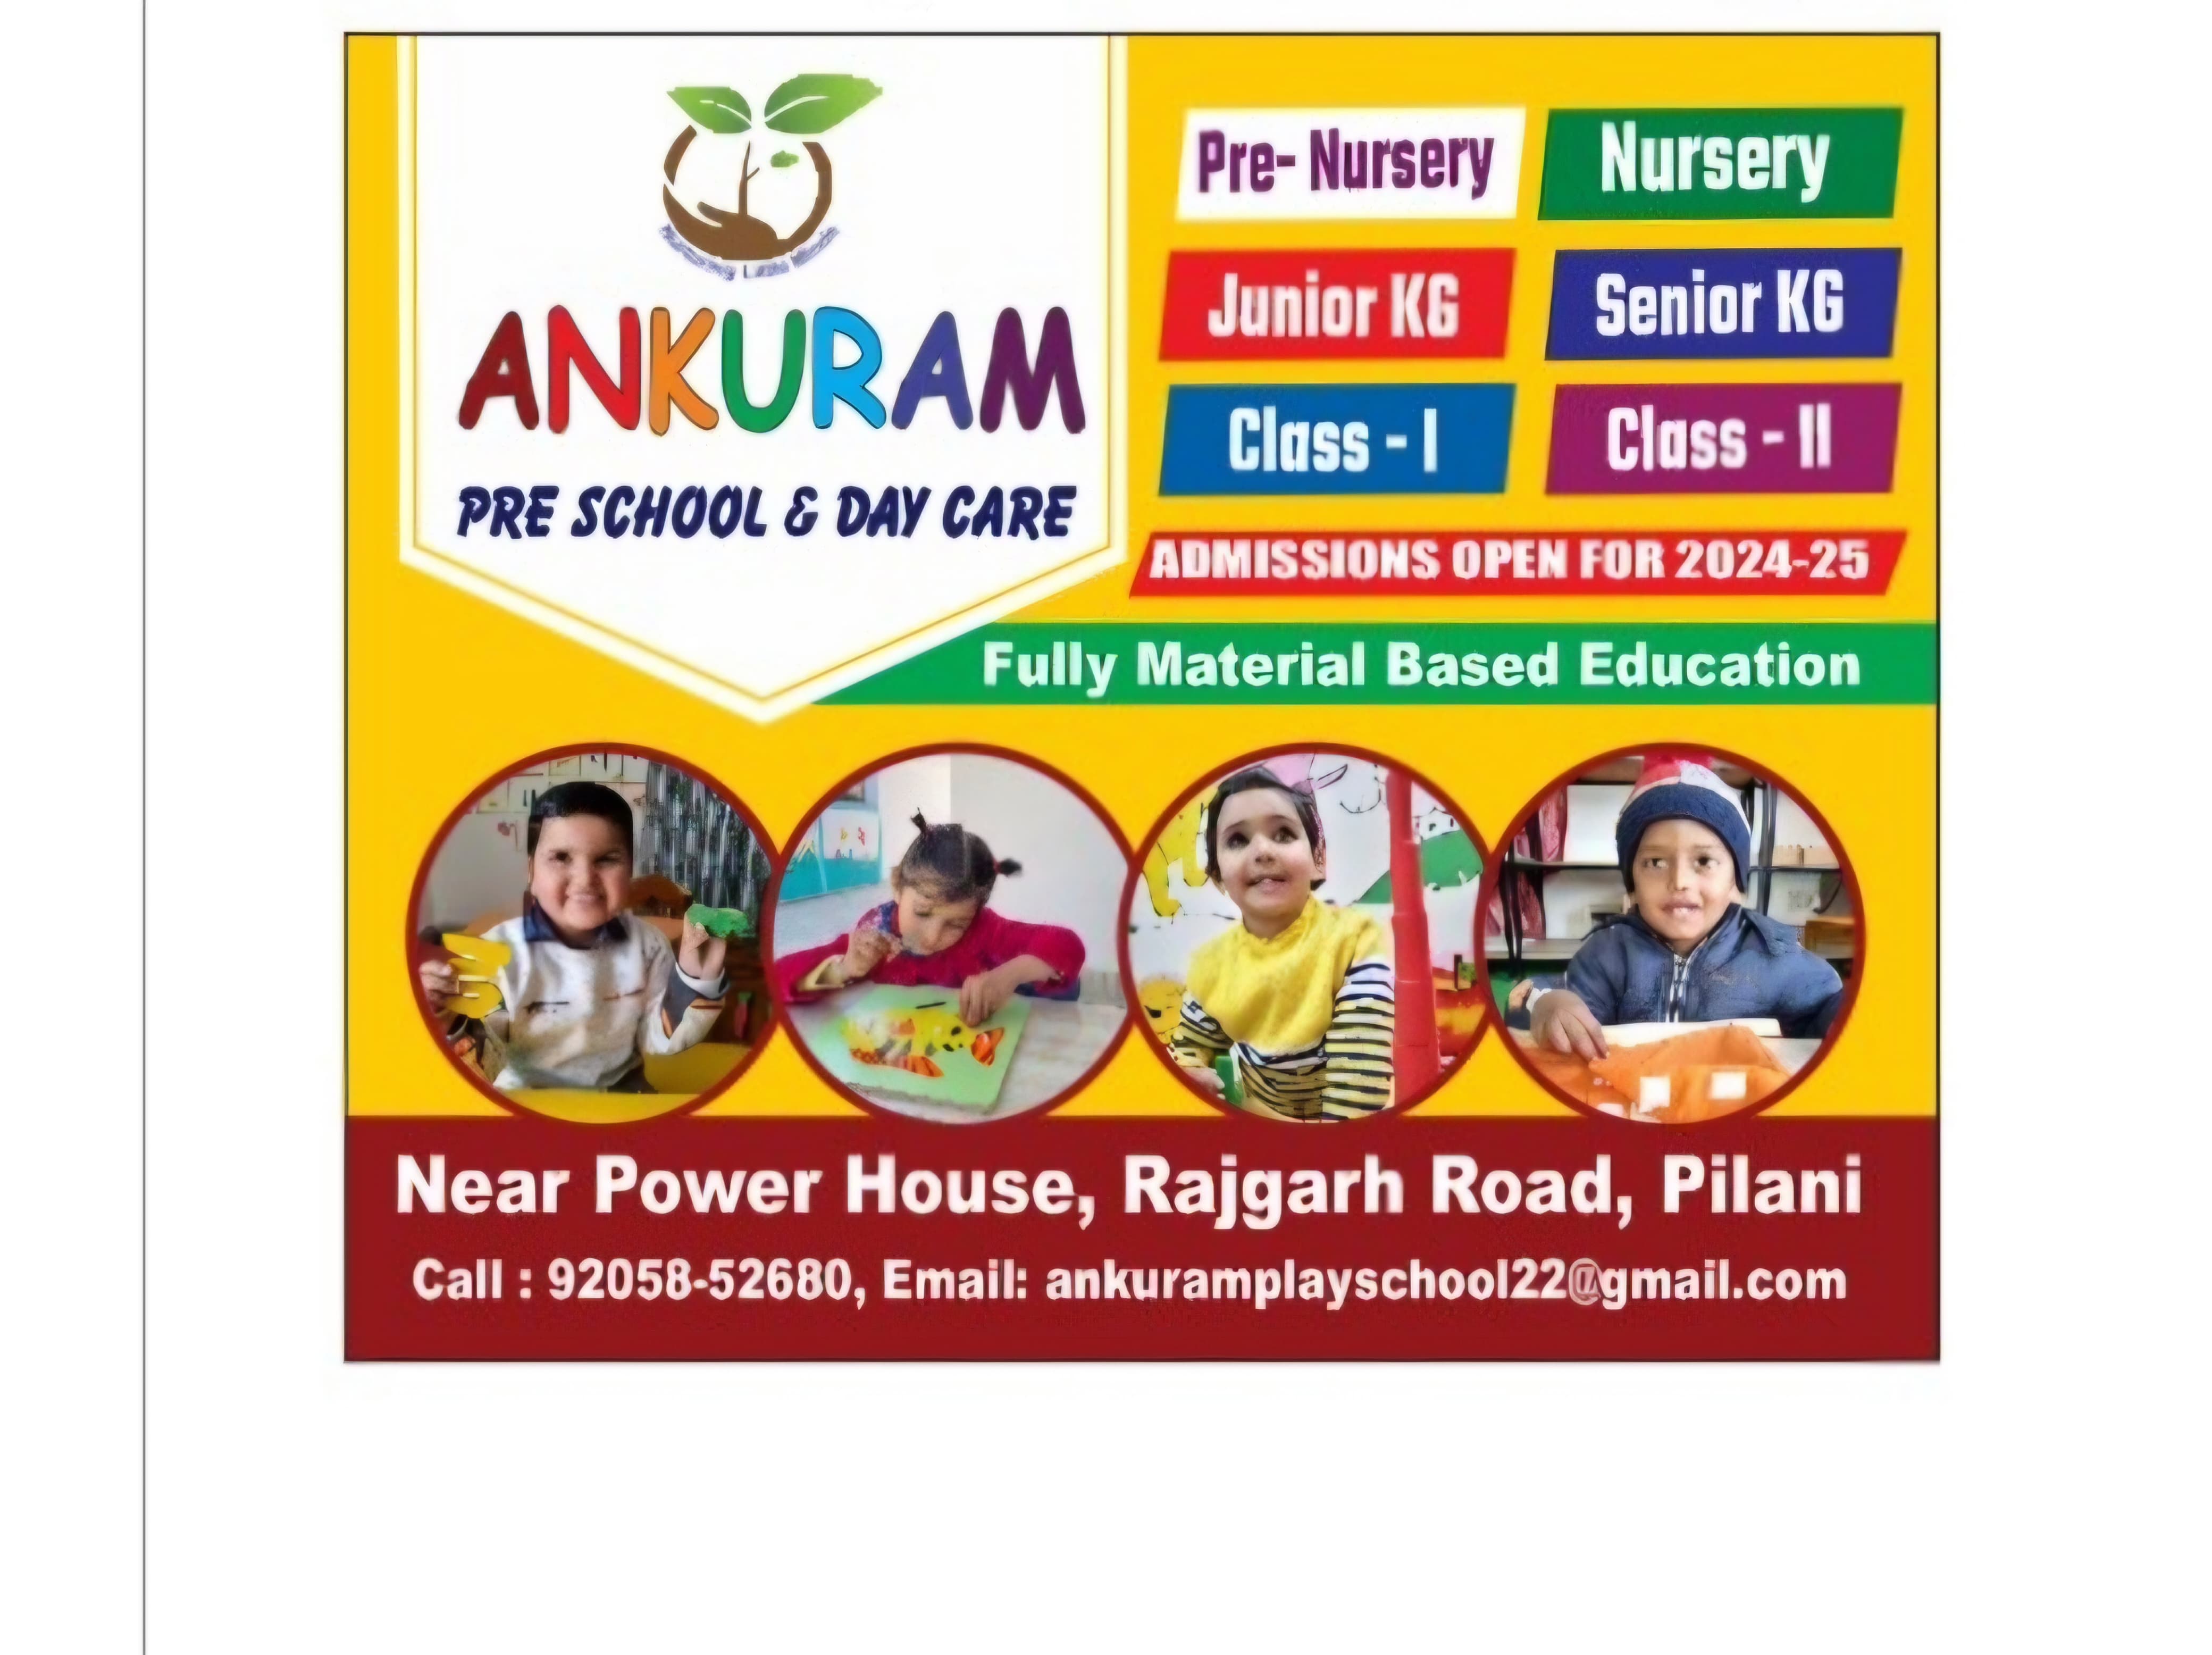 ANKURAM
PRE SCHOOL & DAY CARE
Pre- Nursery
Nursery
Junior KG
Senior KG
Class - I
Class - II
ADMISSIONS OPEN FOR 2024-25
Fully Material Based Education
Near Power House, Rajgarh Road, Pilani
Call : 92058-52680, Email: ankuramplayschool22@gmail.com